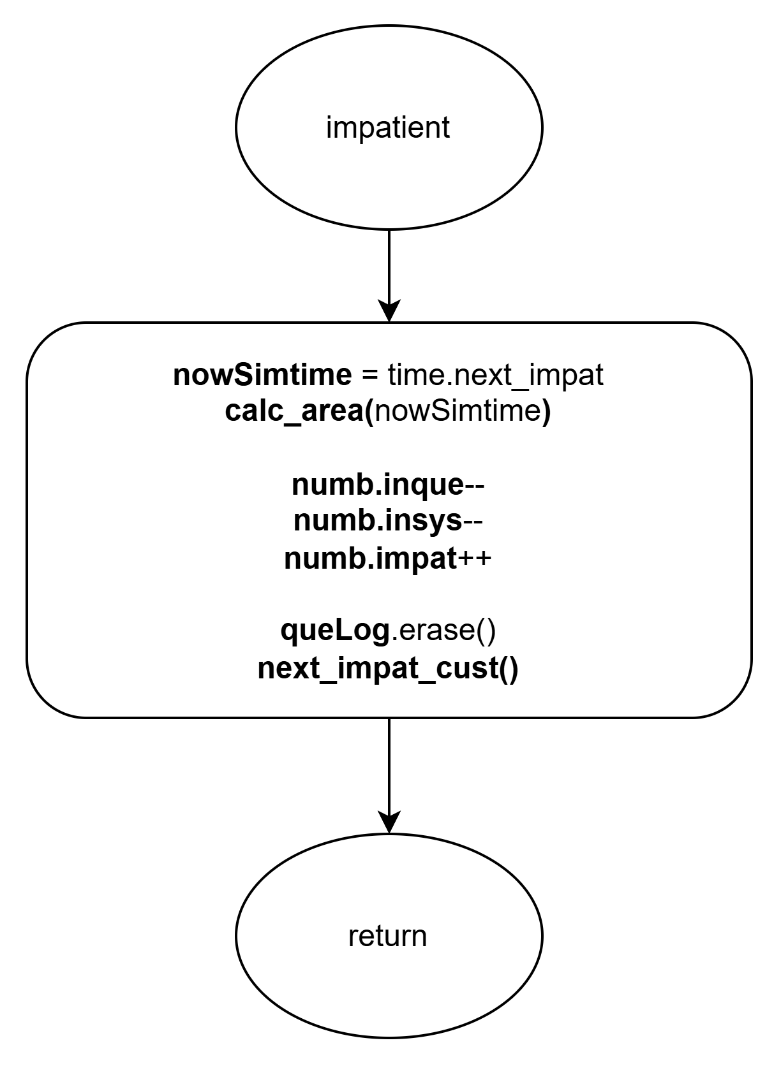 impatient
nowSimtime = time.next_impat
calc_area(nowSimtime)
numb.inque--
numb.insys--
numb.impat++
queLog.erase()
next_impat_cust()
return